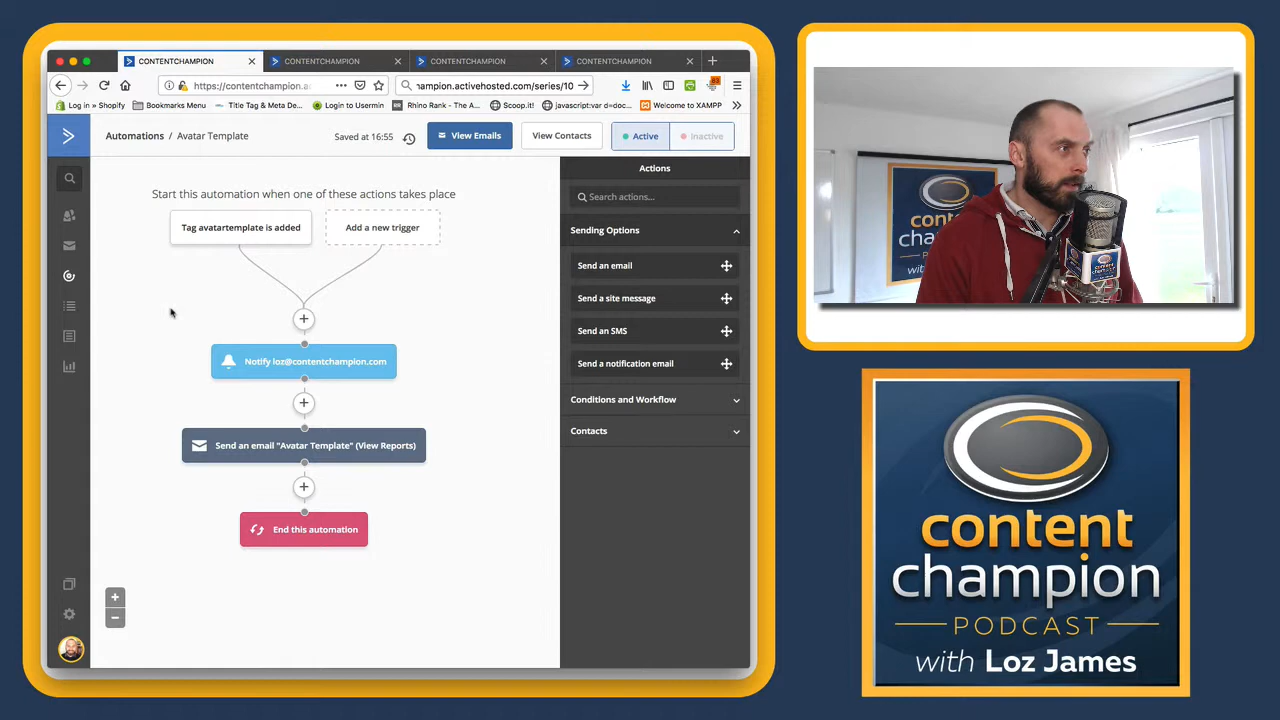 CONTENTCHAMPION
CONTENTCHAMPION
CONTENTCHAMPION
CONTENTCHAMPION
https://contentchampion.a
hampion.activehosted.com/series/10
83
Log in » Shopify
Bookmarks Menu
Title Tag & Meta De...
Login to Usermin
Rhino Rank - The A...
Scoop.it!
javascript:var d=doc...
Welcome to XAMPP
Automations / Avatar Template
Saved at 16:55
View Emails
View Contacts
Active
Inactive
Start this automation when one of these actions takes place
Tag avatartemplate is added
Add a new trigger
Notify loz@contentchampion.com
Send an email "Avatar Template" (View Reports)
End this automation
Actions
Search actions...
Sending Options
Send an email
Send a site message
Send an SMS
Send a notification email
Conditions and Workflow
Contacts
content
champion
PODCAST
with Loz James